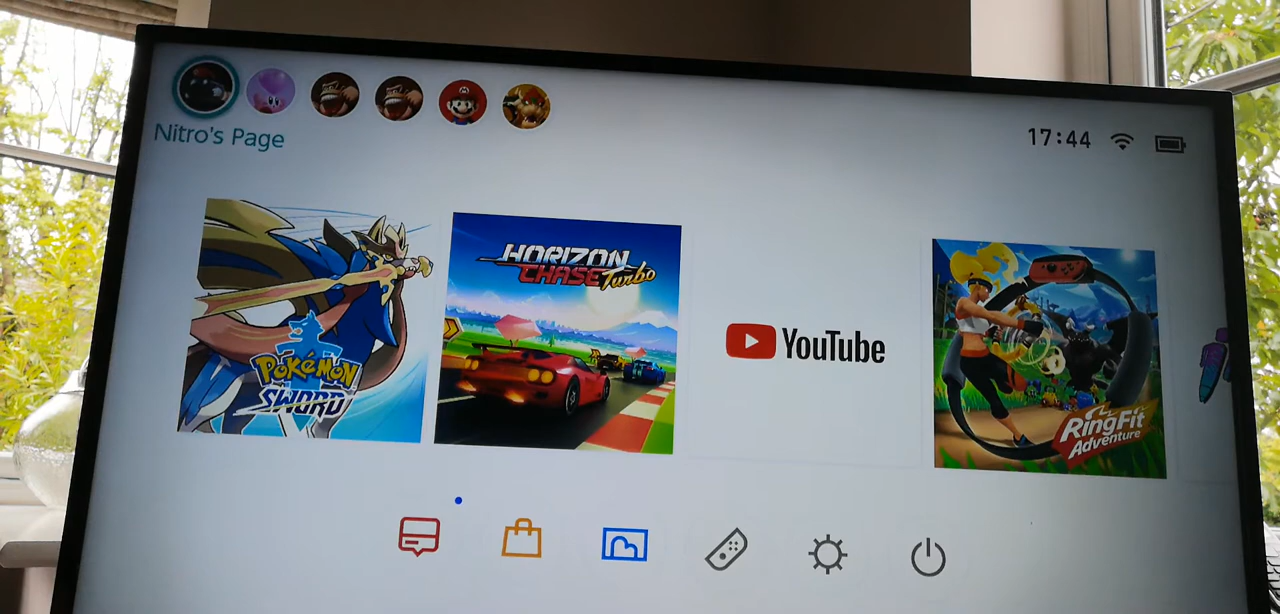 Nitro's Page
17:44
Pokémon
SWORD
HORIZON
CHASE Turbo
YouTube
RingFit
Adventure